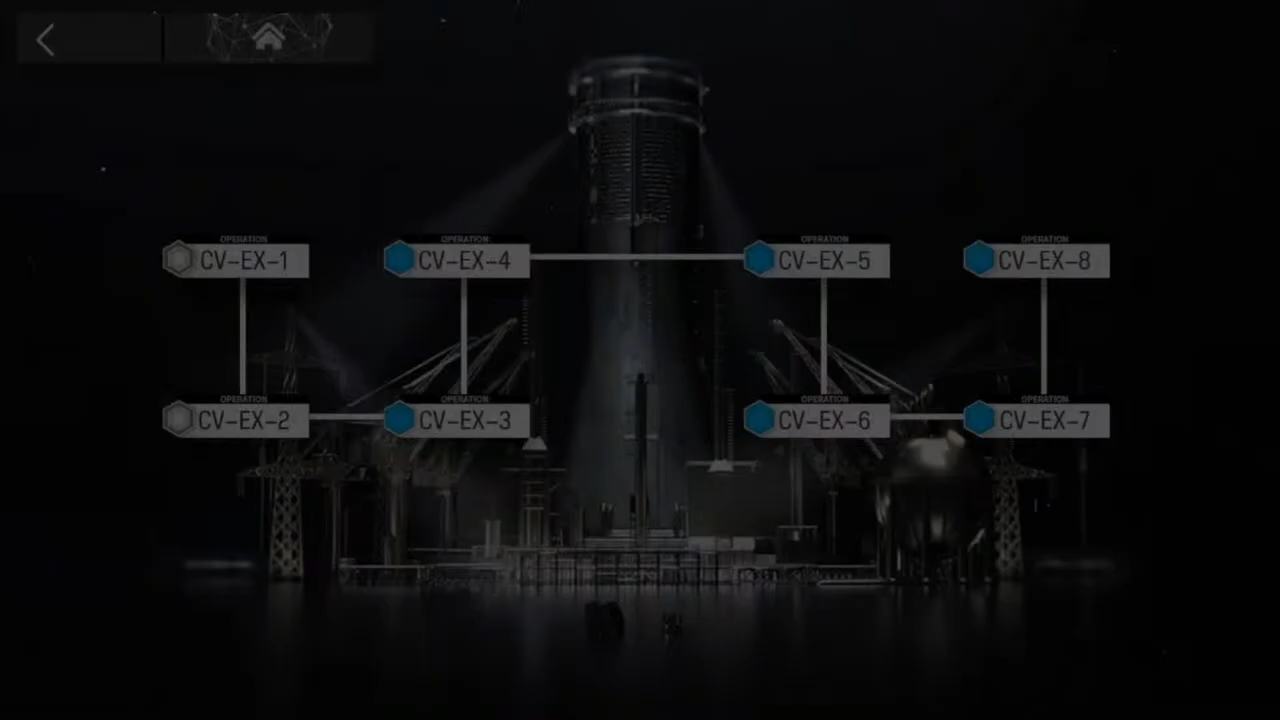 OPERATION
CV-EX-1
OPERATION
CV-EX-4
OPERATION
CV-EX-5
OPERATION
CV-EX-8
OPERATION
CV-EX-2
OPERATION
CV-EX-3
OPERATION
CV-EX-6
OPERATION
CV-EX-7